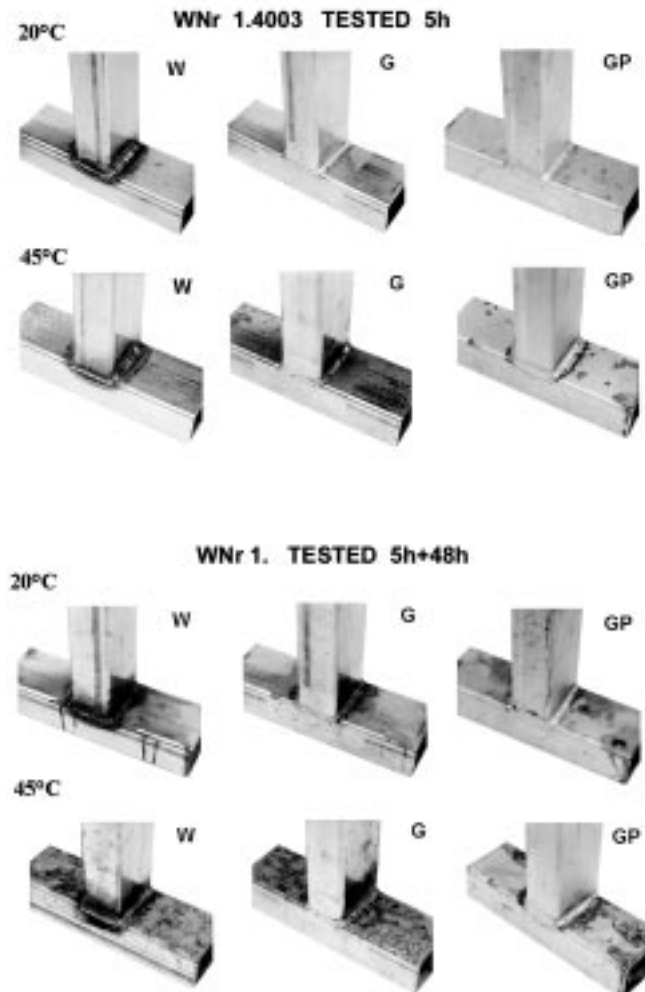 WNr 1.4003 TESTED 5h
20°C
W G GP
45°C
W G GP
WNr 1. TESTED 5h+48h
20°C
W G GP
45°C
W G GP